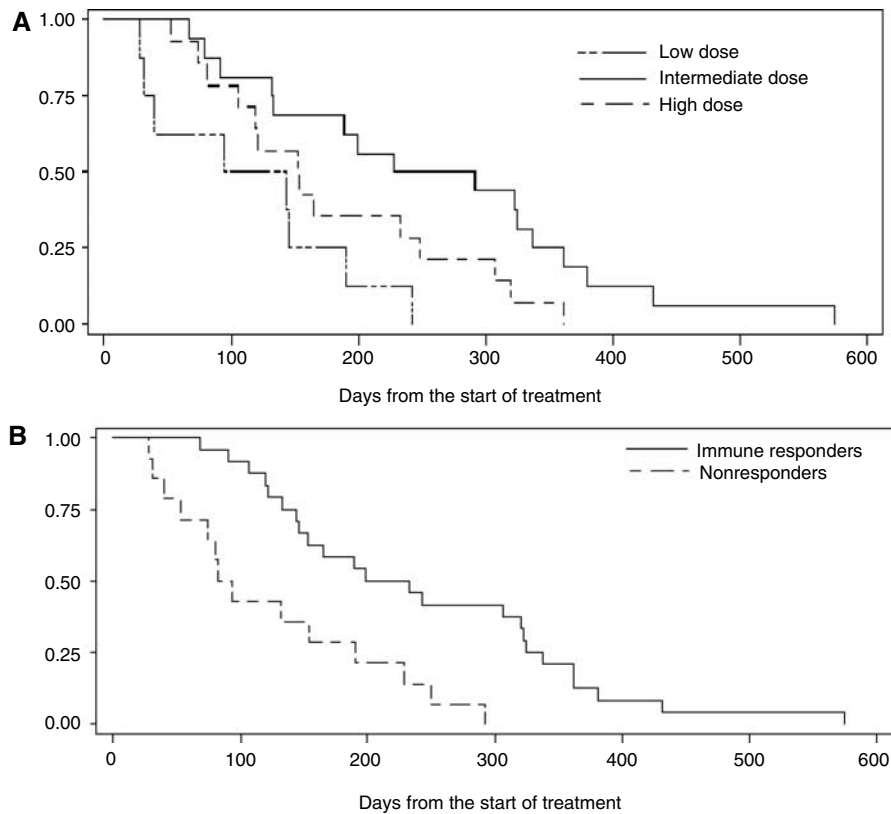 A
1.00
0.75
0.50
0.25
0.00
Low dose
Intermediate dose
High dose
0 100 200 300 400 500 600
Days from the start of treatment
B
1.00
0.75
0.50
0.25
0.00
Immune responders
Nonresponders
0 100 200 300 400 500 600
Days from the start of treatment